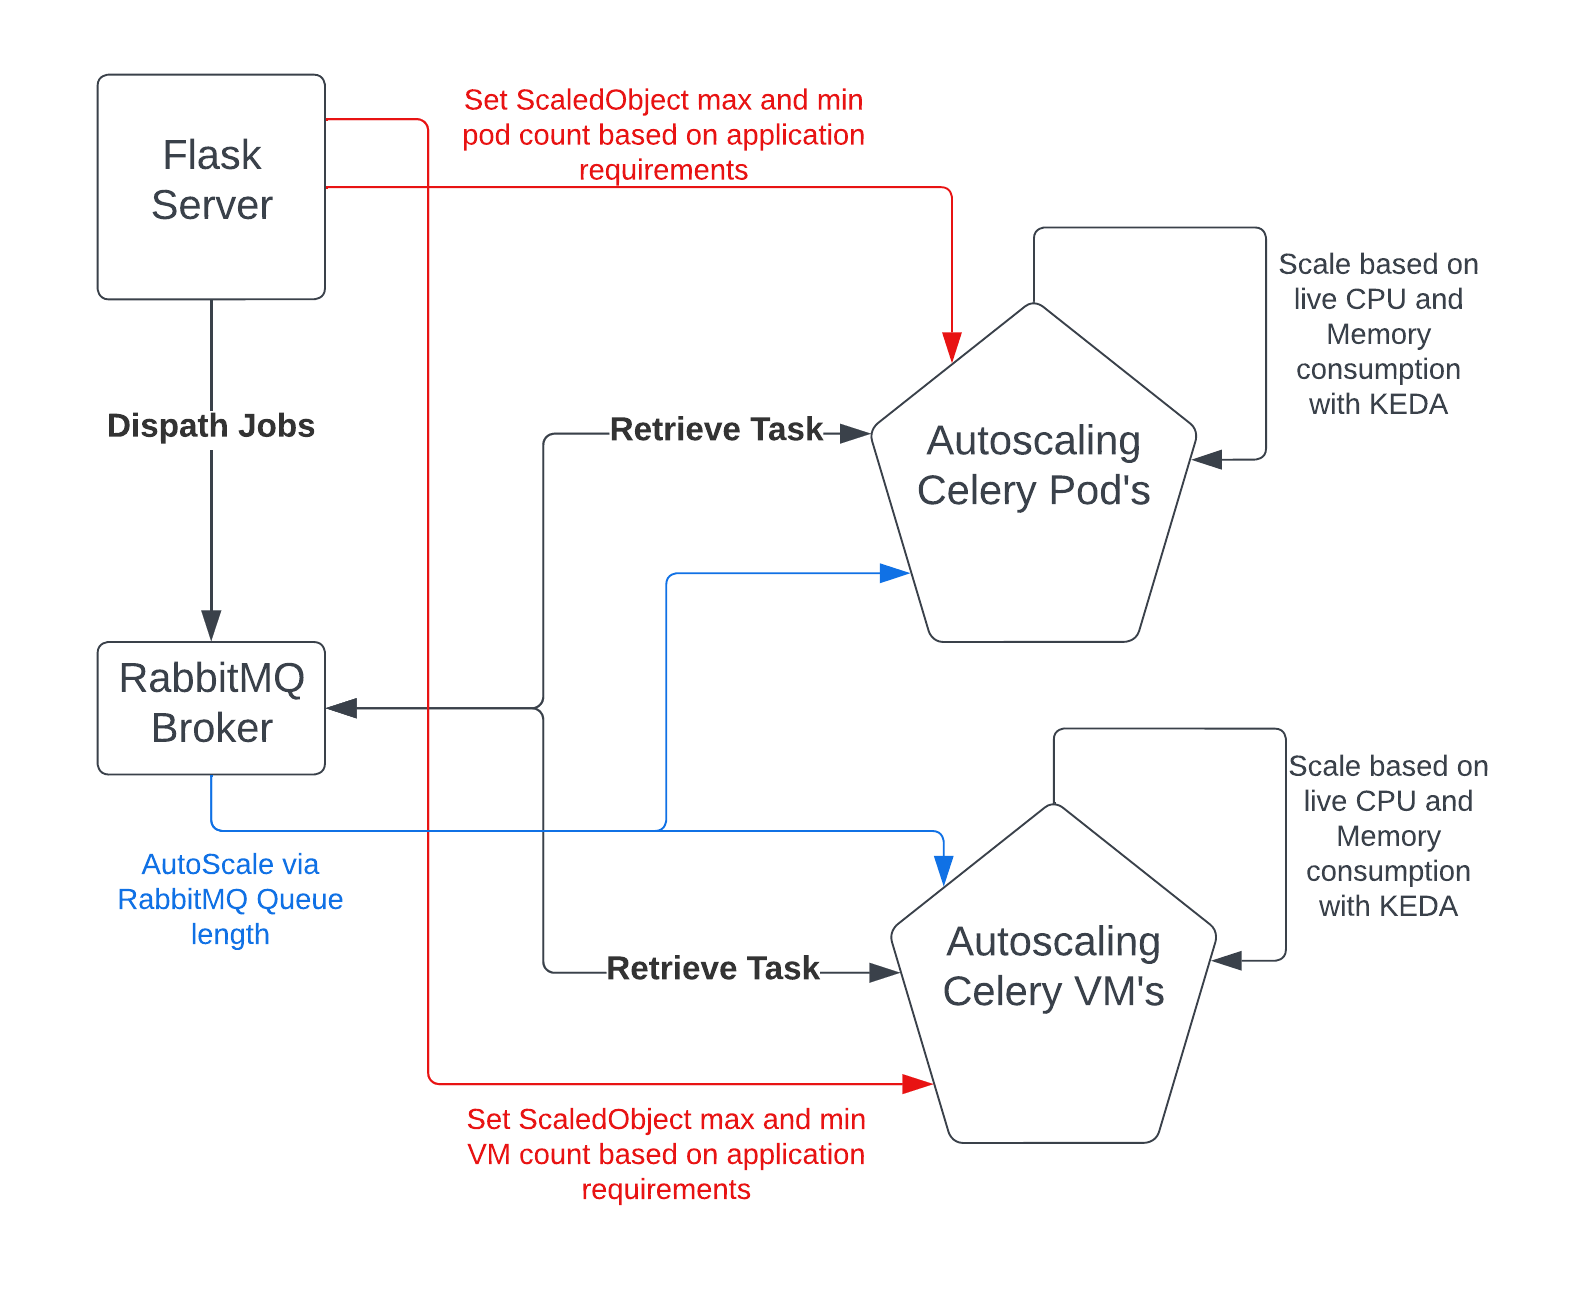 Flask
Server
Set ScaledObject max and min
pod count based on application
requirements
Scale based on
live CPU and
Memory
consumption
with KEDA
Dispath Jobs
Retrieve Task
Autoscaling
Celery Pod's
RabbitMQ
Broker
AutoScale via
RabbitMQ Queue
length
Scale based on
live CPU and
Memory
consumption
with KEDA
Autoscaling
Celery VM's
Retrieve Task
Set ScaledObject max and min
VM count based on application
requirements